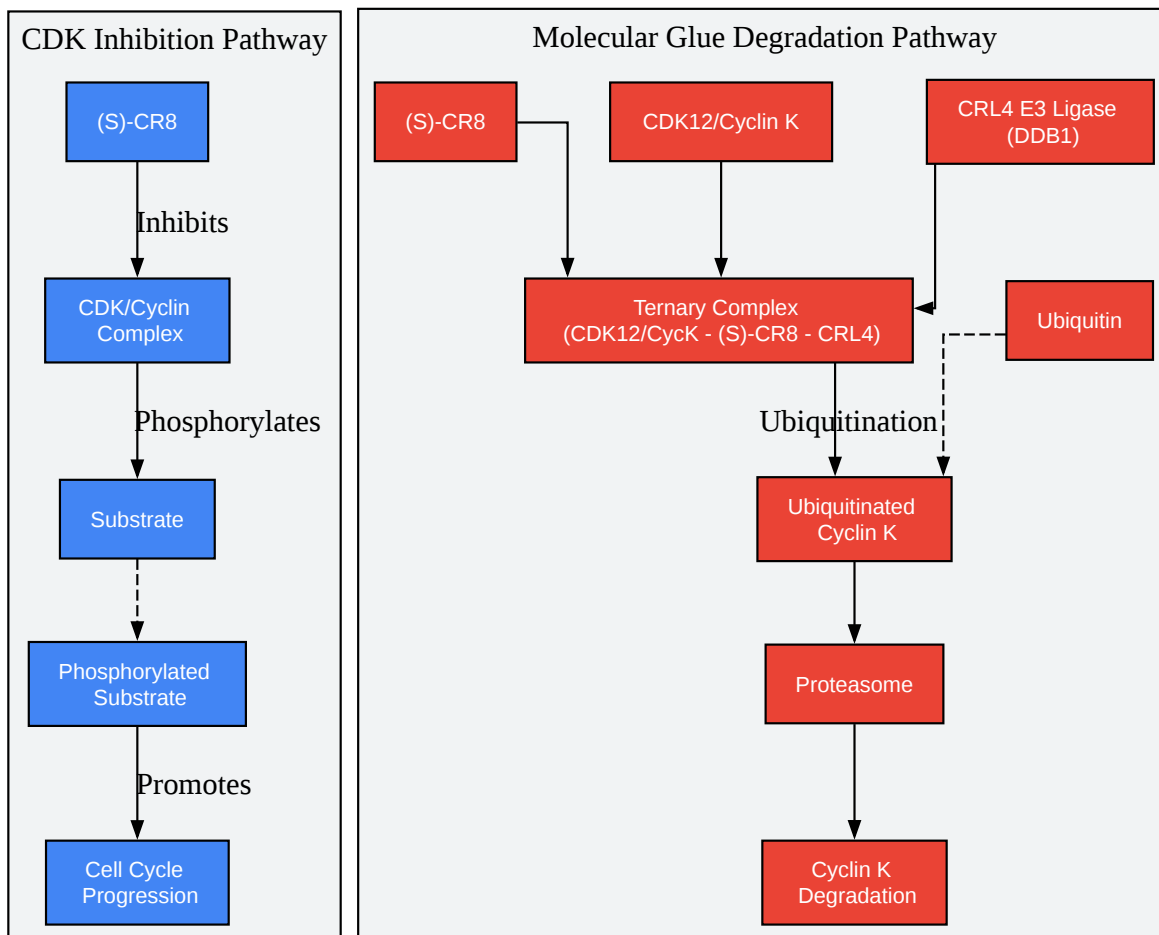 CDK Inhibition Pathway
(S)-CR8
Inhibits
CDK/Cyclin
Complex
Phosphorylates
Substrate
Phosphorylated
Substrate
Promotes
Cell Cycle
Progression
Molecular Glue Degradation Pathway
(S)-CR8
CDK12/Cyclin K
CRL4 E3 Ligase
(DDB1)
Ternary Complex
(CDK12/CycK - (S)-CR8 - CRL4)
Ubiquitin
Ubiquitination
Ubiquitinated
Cyclin K
Proteasome
Cyclin K
Degradation